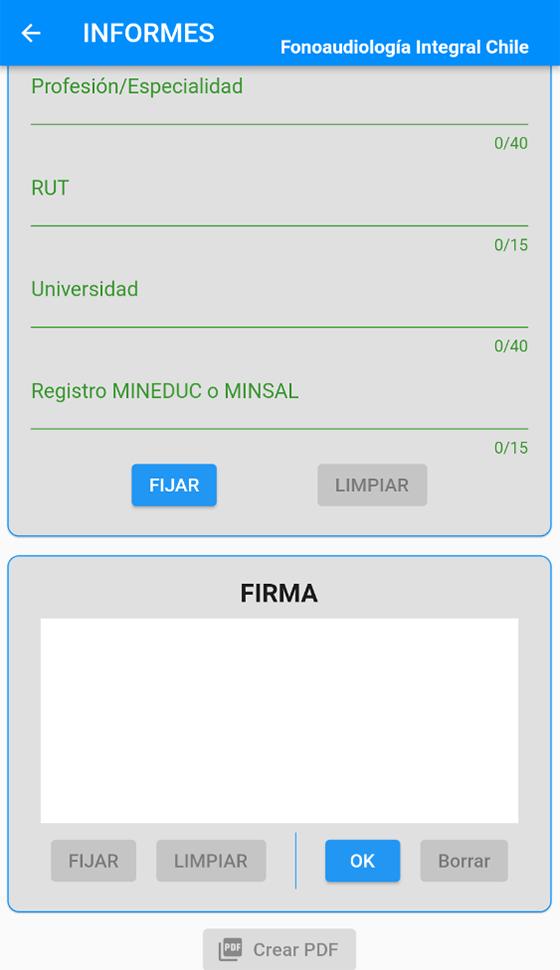 INFORMES
Fonoaudiología Integral Chile
Profesión/Especialidad
0/40
RUT
0/15
Universidad
0/40
Registro MINEDUC o MINSAL
0/15
FIJAR LIMPIAR
FIRMA
FIJAR LIMPIAR OK Borrar
PDF Crear PDF